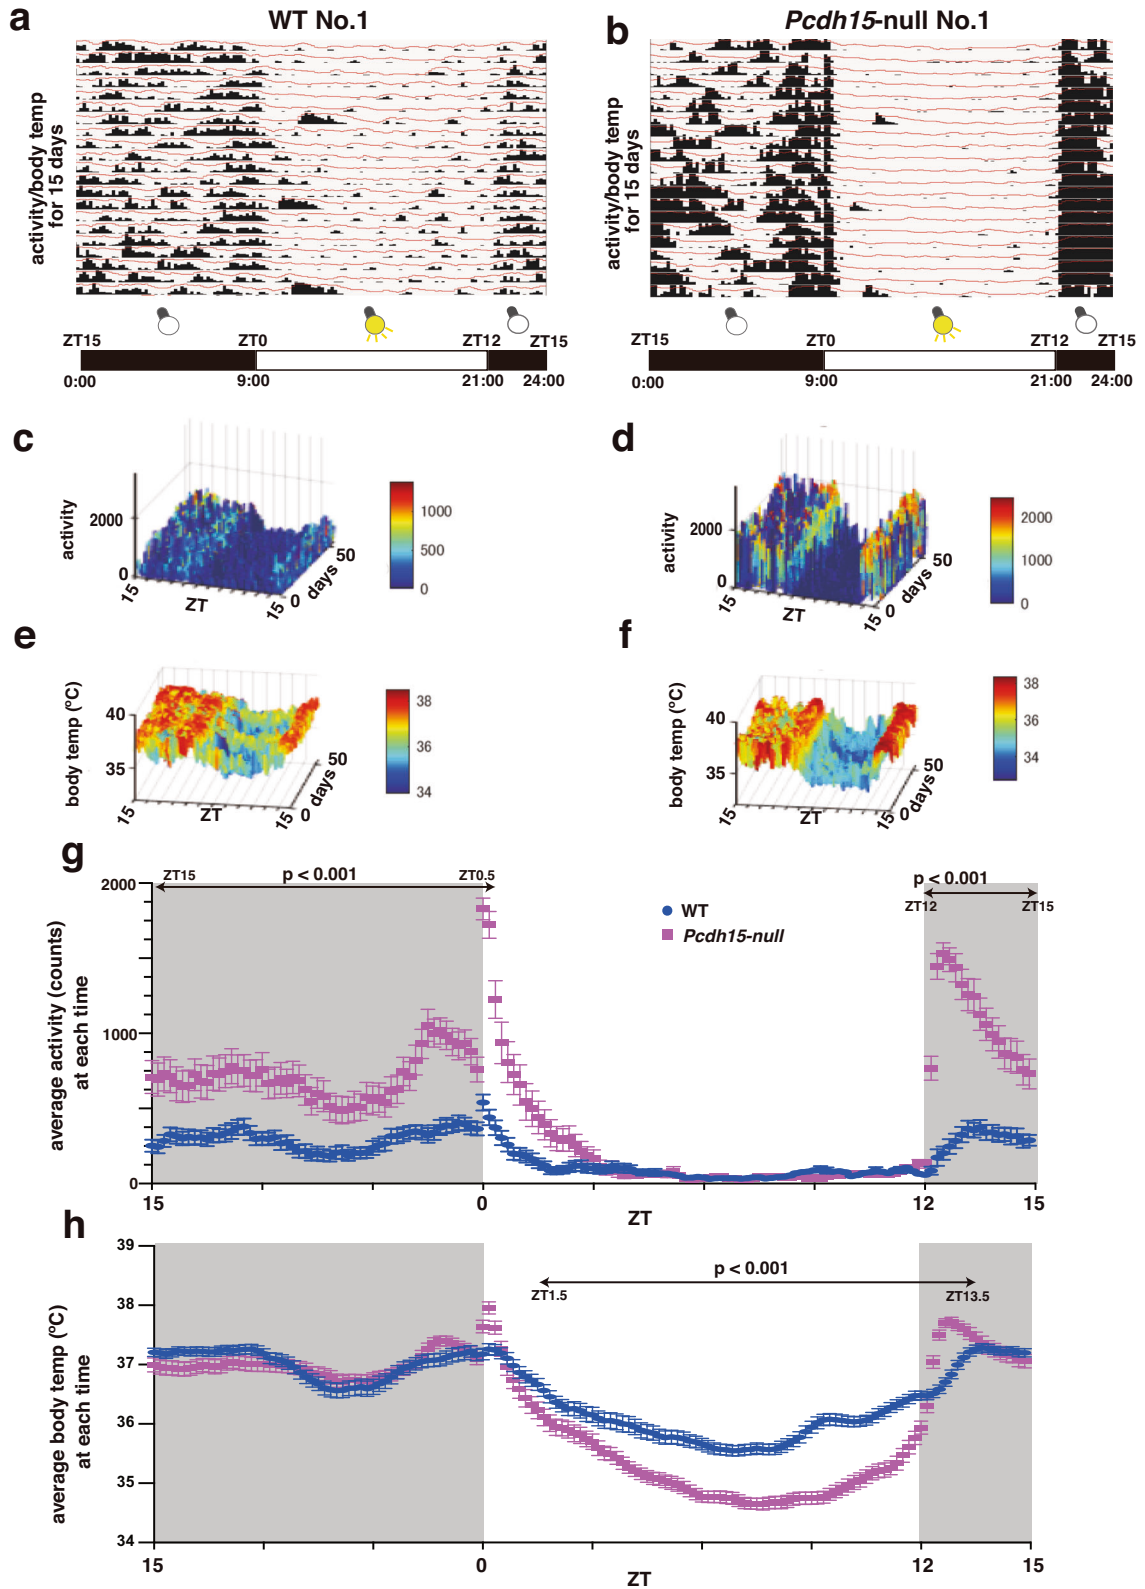 a
WT No.1
b
Pcdh15-null No.1
activity/body temp
for 15 days
activity/body temp
for 15 days
ZT15
ZT0
ZT12
ZT15
0:00
9:00
21:00
24:00
ZT15
ZT0
ZT12
ZT15
0:00
9:00
21:00
24:00
c
activity
2000
0
15
ZT
15
0
days
50
1000
500
0
d
activity
2000
0
15
ZT
15
0
days
50
2000
1000
0
e
body temp (ºC)
40
35
15
ZT
15
0
days
50
38
36
34
f
body temp (ºC)
40
35
15
ZT
15
0
days
50
38
36
34
g
average activity (counts)
at each time
2000
1000
0
ZT15
p < 0.001
ZT0.5
WT
Pcdh15-null
p < 0.001
ZT12
ZT15
15
0
12
15
ZT
h
average body temp (ºC)
at each time
39
38
37
36
35
34
p < 0.001
ZT1.5
ZT13.5
15
0
12
15
ZT